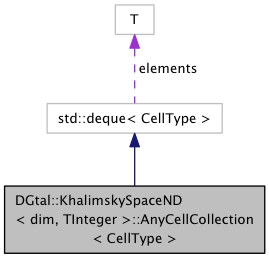 T
elements
std::deque< CellType >
DGtal::KhalimskySpaceND
< dim, TInteger >::AnyCellCollection
< CellType >